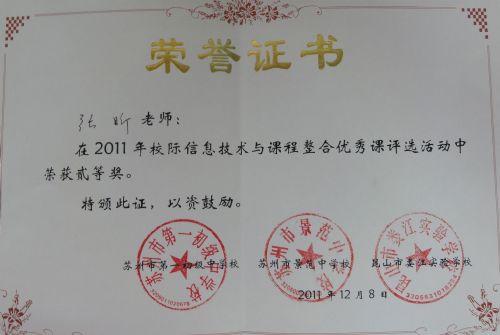 荣誉证书
张昕 老师：
在2011年校际信息技术与课程整合优秀课评选活动中
荣获贰等奖。
特颁此证，以资鼓励。
苏州市第一初级中学校 苏州市景范中学校 昆山市娄江实验学校
2011年12月8日